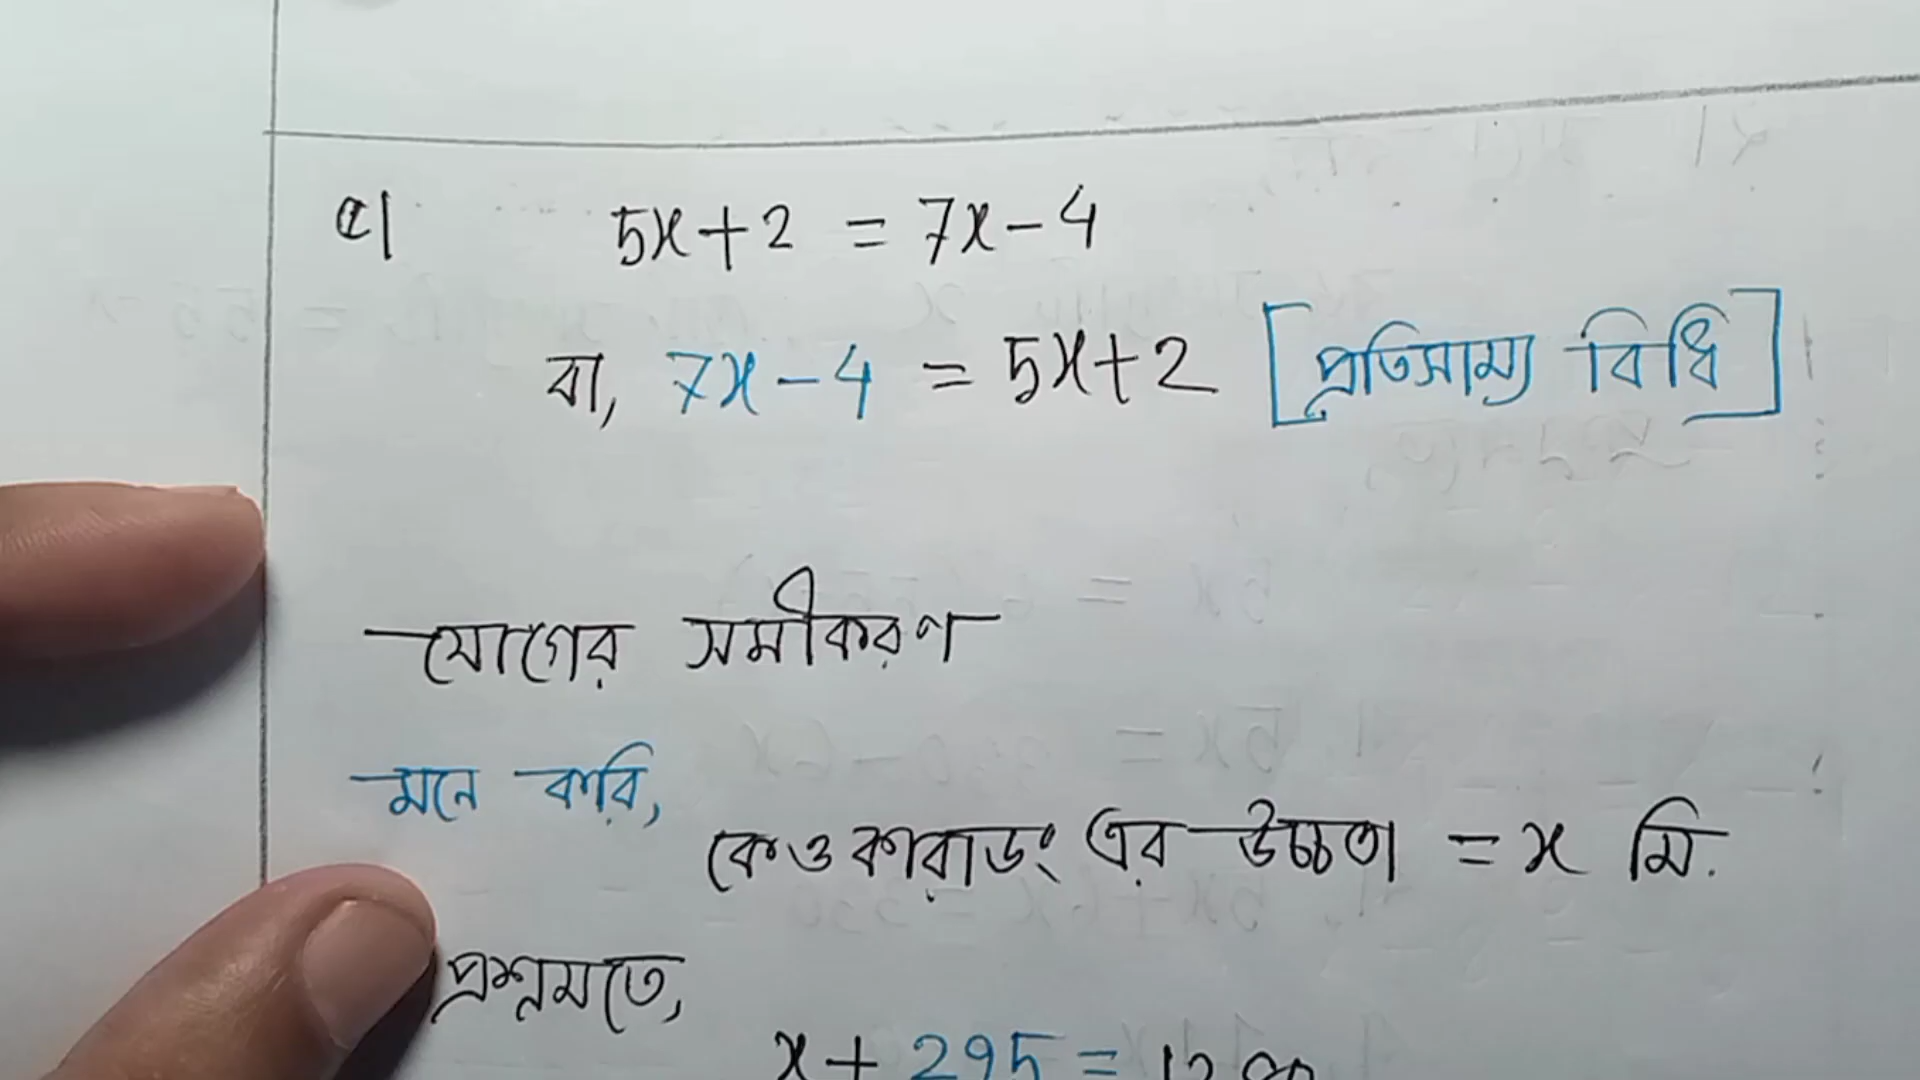 ৫। 5x+2 = 7x-4
বা, 7x-4 = 5x+2 [প্রতিসাম্য বিধি]
যোগের সমীকরণ
মনে করি,
কেওকারাডং এর উচ্চতা = x মি.
প্রশ্নমতে,
x+ 295 =